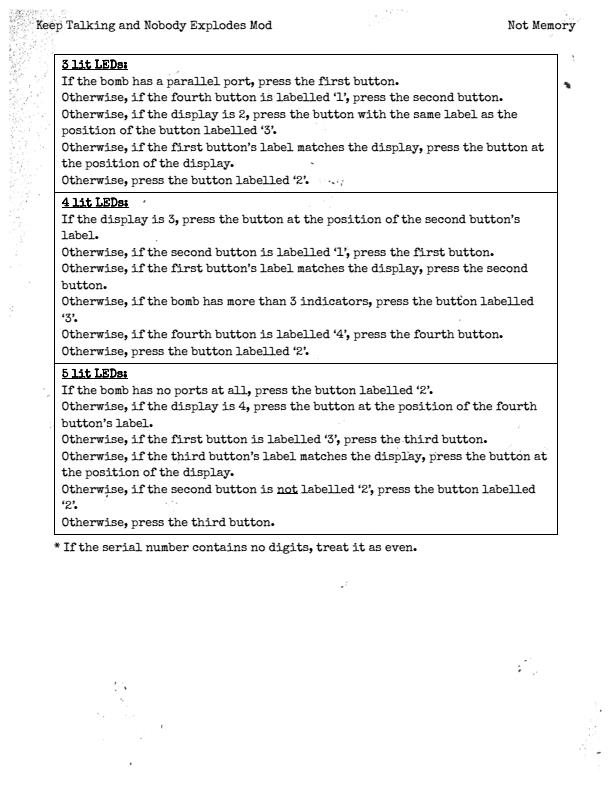 Keep Talking and Nobody Explodes Mod Not Memory
3 lit LEDs:
If the bomb has a parallel port, press the first button.
Otherwise, if the fourth button is labelled ‘1’, press the second button.
Otherwise, if the display is 2, press the button with the same label as the
position of the button labelled ‘3’.
Otherwise, if the first button’s label matches the display, press the button at
the position of the display.
Otherwise, press the button labelled ‘2’.
4 lit LEDs:
If the display is 3, press the button at the position of the second button’s
label.
Otherwise, if the second button is labelled ‘1’, press the first button.
Otherwise, if the first button’s label matches the display, press the second
button.
Otherwise, if the bomb has more than 3 indicators, press the button labelled
‘3’.
Otherwise, if the fourth button is labelled ‘4’, press the fourth button.
Otherwise, press the button labelled ‘2’.
5 lit LEDs:
If the bomb has no ports at all, press the button labelled ‘2’.
Otherwise, if the display is 4, press the button at the position of the fourth
button’s label.
Otherwise, if the first button is labelled ‘3’, press the third button.
Otherwise, if the third button’s label matches the display, press the button at
the position of the display.
Otherwise, if the second button is not labelled ‘2’, press the button labelled
‘2’.
Otherwise, press the third button.
* If the serial number contains no digits, treat it as even.